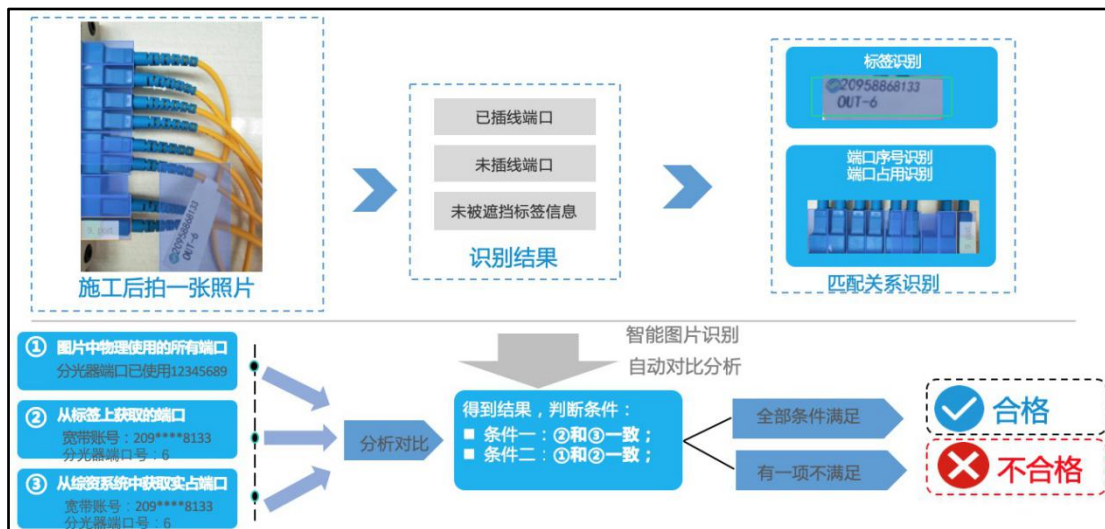 20958868133
OUT-6
施工后拍一张照片
已插线端口
未插线端口
未被遮挡标签信息
识别结果
标签识别
20958868133
OUT-6
端口序号识别
端口占用识别
匹配关系识别
智能图片识别
自动对比分析
① 图片中物理使用的所有端口
分光器端口已使用12345689
② 从标签上获取的端口
宽带账号：209****8133
分光器端口号：6
③ 从综资系统中获取实占端口
宽带账号：209****8133
分光器端口号：6
分析对比
得到结果，判断条件：
■ 条件一：②和③一致；
■ 条件二：①和②一致；
全部条件满足
有一项不满足
合格
不合格